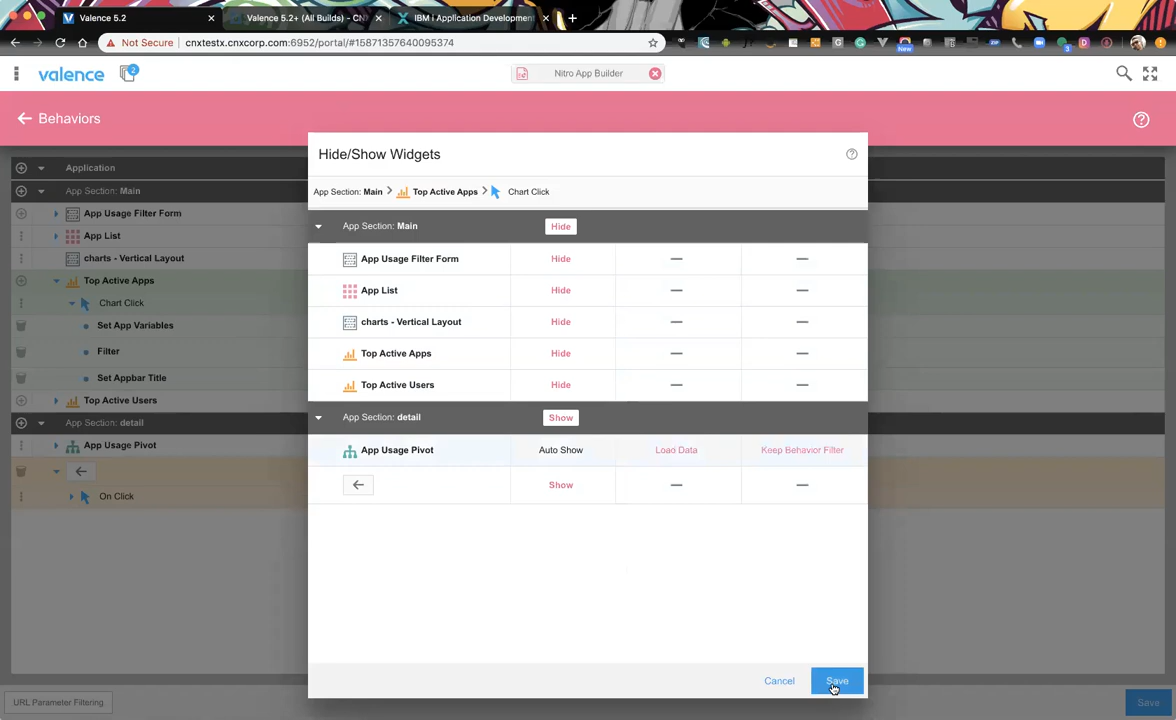 Valence 5.2
Valence 5.2+ (All Builds) - CNX
IBM i Application Development
Not Secure
cnxtestx.cnxcorp.com:6952/portal/#15871357640095374
New
3
valence
2
Nitro App Builder
Behaviors
Application
App Section: Main
App Usage Filter Form
App List
charts - Vertical Layout
Top Active Apps
Chart Click
Set App Variables
Filter
Set Appbar Title
Top Active Users
App Section: detail
App Usage Pivot
On Click
URL Parameter Filtering
Save
Hide/Show Widgets
App Section: Main > Top Active Apps > Chart Click
App Section: Main Hide
App Usage Filter Form Hide — —
App List Hide — —
charts - Vertical Layout Hide — —
Top Active Apps Hide — —
Top Active Users Hide — —
App Section: detail Show
App Usage Pivot Auto Show Load Data Keep Behavior Filter
Show — —
Cancel Save